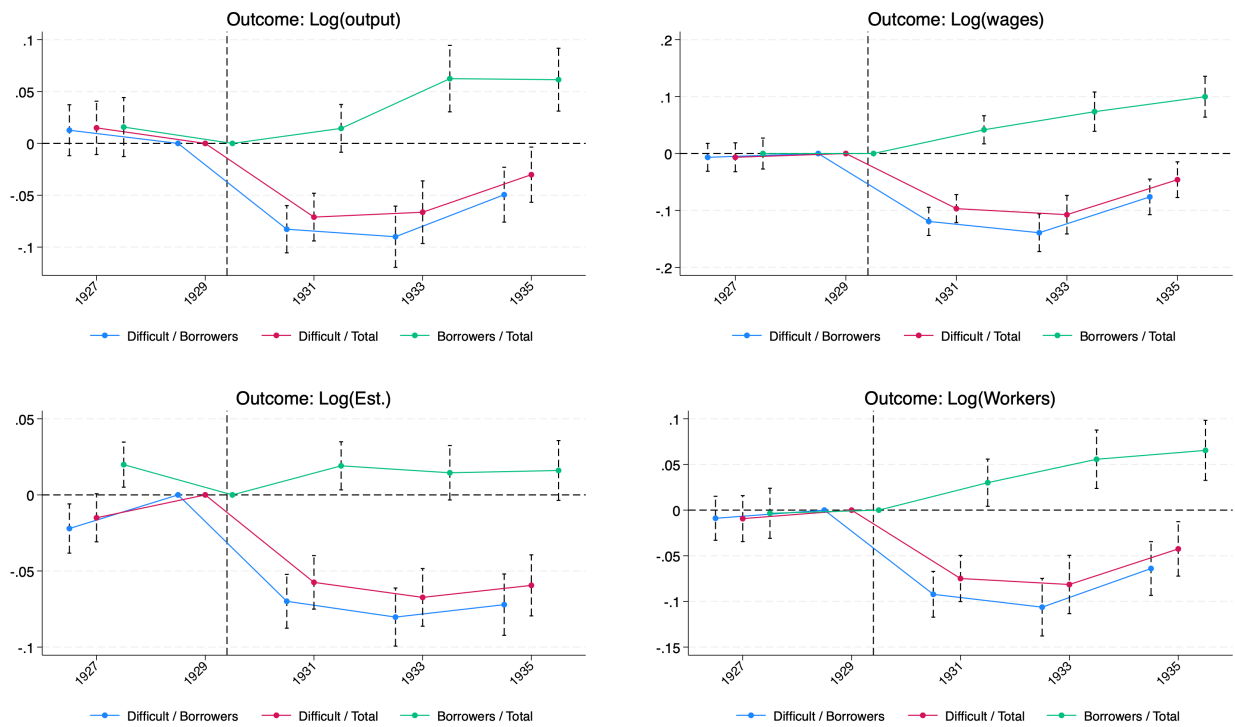 Outcome: Log(output)
.1
.05
0
-.05
-.1
1927
1929
1931
1933
1935
Difficult / Borrowers
Difficult / Total
Borrowers / Total
Outcome: Log(wages)
.2
.1
0
-.1
-.2
1927
1929
1931
1933
1935
Difficult / Borrowers
Difficult / Total
Borrowers / Total
Outcome: Log(Est.)
.05
0
-.05
-.1
1927
1929
1931
1933
1935
Difficult / Borrowers
Difficult / Total
Borrowers / Total
Outcome: Log(Workers)
.1
.05
0
-.05
-.1
-.15
1927
1929
1931
1933
1935
Difficult / Borrowers
Difficult / Total
Borrowers / Total